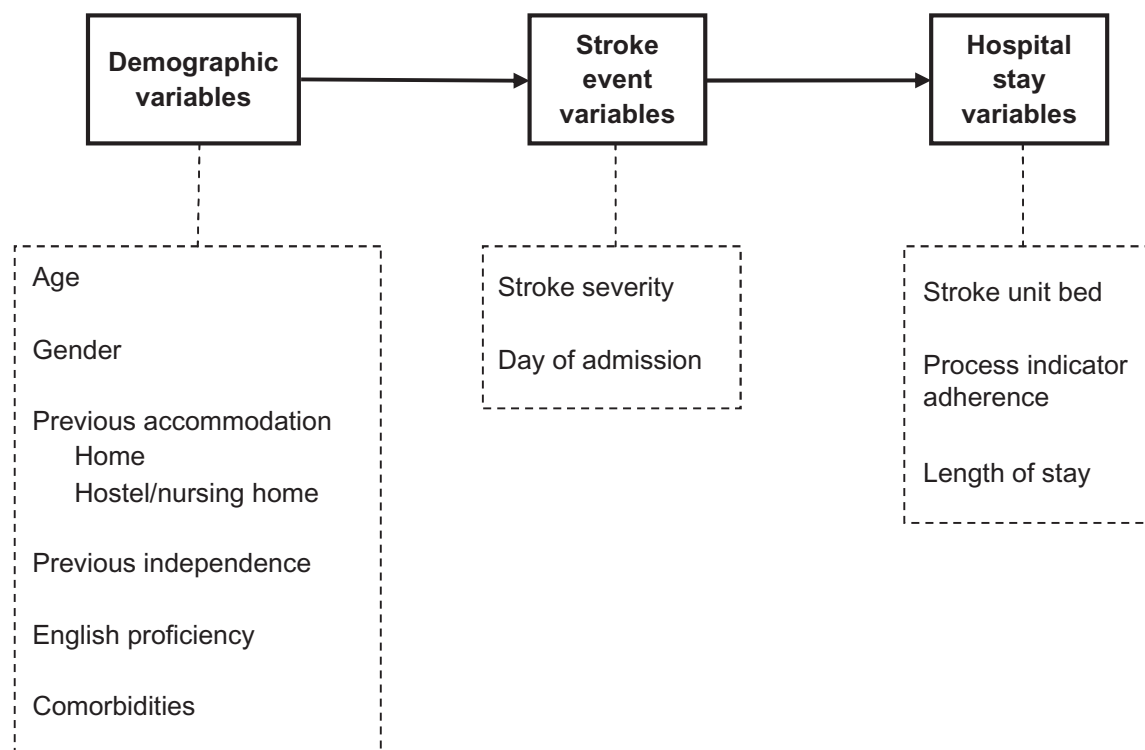 Demographic
variables
Stroke
event
variables
Hospital
stay
variables
Age
Gender
Previous accommodation
Home
Hostel/nursing home
Previous independence
English proficiency
Comorbidities
Stroke severity
Day of admission
Stroke unit bed
Process indicator
adherence
Length of stay